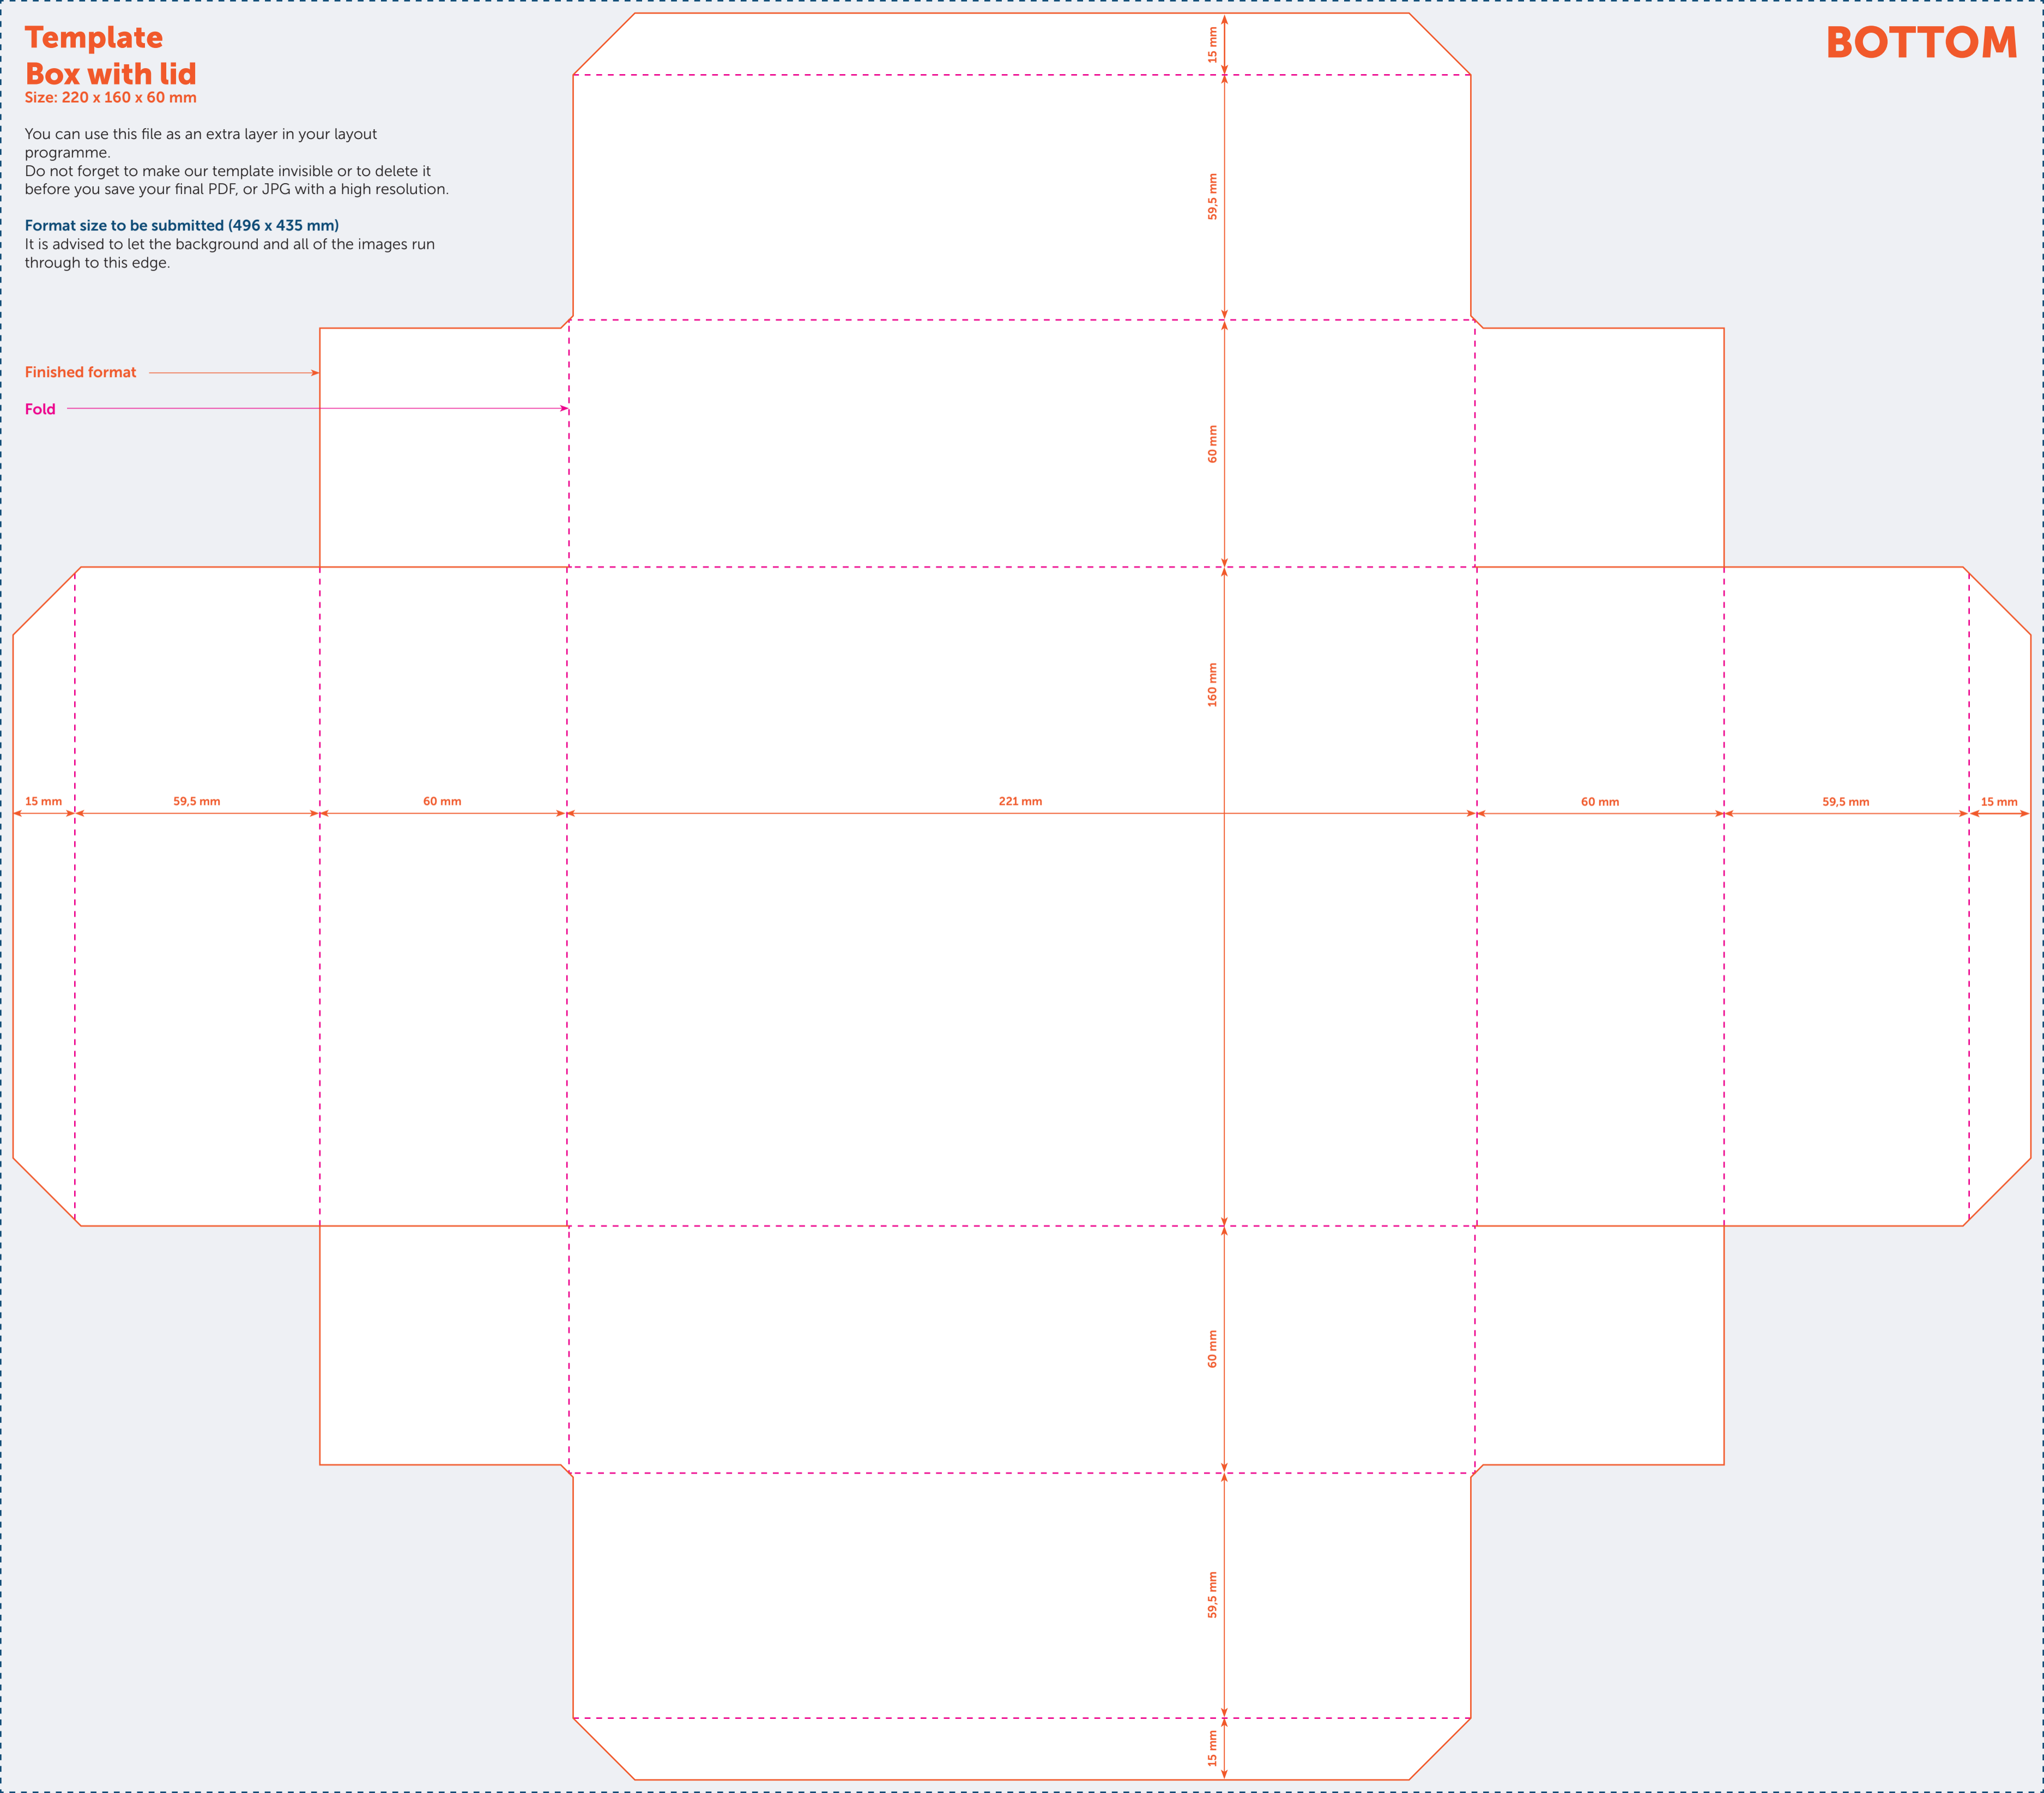 Template
Box with lid
Size: 220 x 160 x 60 mm
BOTTOM
You can use this file as an extra layer in your layout
programme.
Do not forget to make our template invisible or to delete it
before you save your final PDF, or JPG with a high resolution.
Format size to be submitted (496 x 435 mm)
It is advised to let the background and all of the images run
through to this edge.
Finished format
Fold
15 mm
59,5 mm
60 mm
160 mm
15 mm
59,5 mm
60 mm
221 mm
60 mm
59,5 mm
15 mm
60 mm
59,5 mm
15 mm